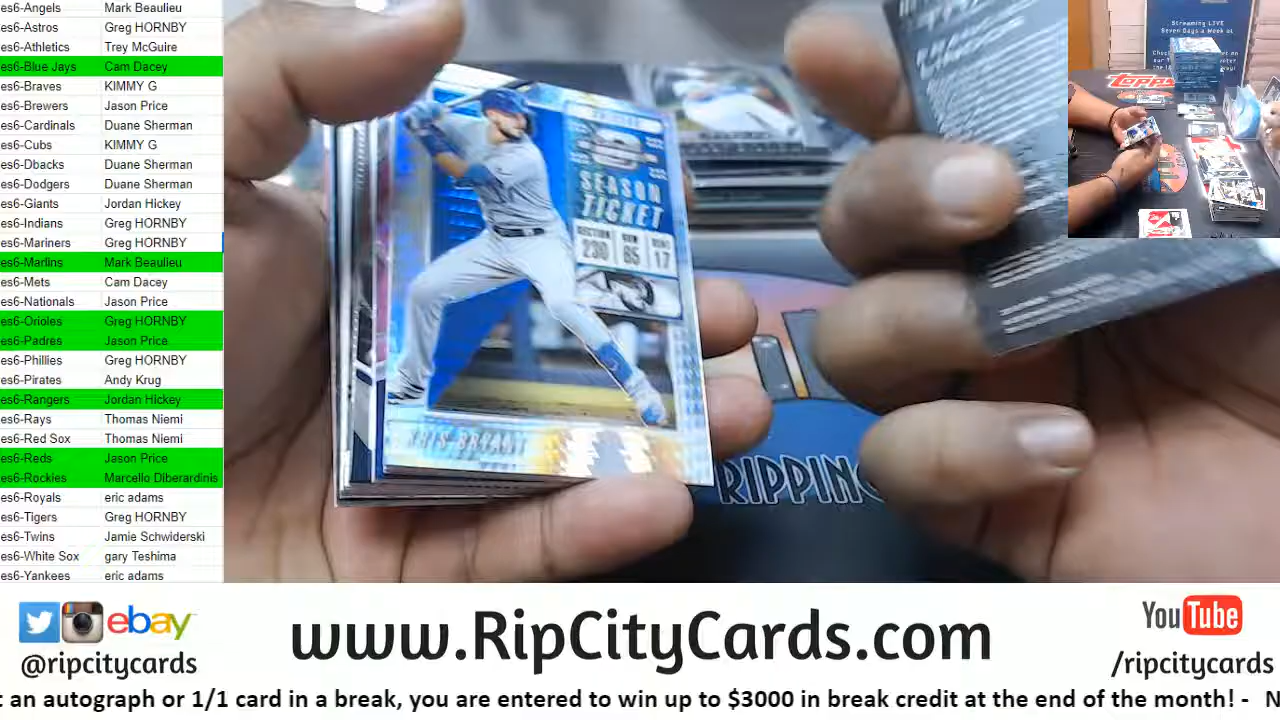 es6-Angels Mark Beaulieu
es6-Astros Greg HORNBY
es6-Athletics Trey McGuire
es6-Blue Jays Cam Dacey
es6-Braves KIMMY G
es6-Brewers Jason Price
es6-Cardinals Duane Sherman
es6-Cubs KIMMY G
es6-Dbacks Duane Sherman
es6-Dodgers Duane Sherman
es6-Giants Jordan Hickey
es6-Indians Greg HORNBY
es6-Mariners Greg HORNBY
es6-Marlins Mark Beaulieu
es6-Mets Cam Dacey
es6-Nationals Jason Price
es6-Orioles Greg HORNBY
es6-Padres Jason Price
es6-Phillies Greg HORNBY
es6-Pirates Andy Krug
es6-Rangers Jordan Hickey
es6-Rays Thomas Niemi
es6-Red Sox Thomas Niemi
es6-Reds Jason Price
es6-Rockies Marcello Diberardinis
es6-Royals eric adams
es6-Tigers Greg HORNBY
es6-Twins Jamie Schwiderski
es6-White Sox gary Teshima
es6-Yankees eric adams
SEASON
TICKET
SECTION ROW SEAT
230 65 17
KRIS BRYANT
RIPPING
Streaming LIVE
Seven Days a Week at
Topps
ebay
@ripcitycards
www.RipCityCards.com
YouTube
/ripcitycards
an autograph or 1/1 card in a break, you are entered to win up to $3000 in break credit at the end of the month! - N